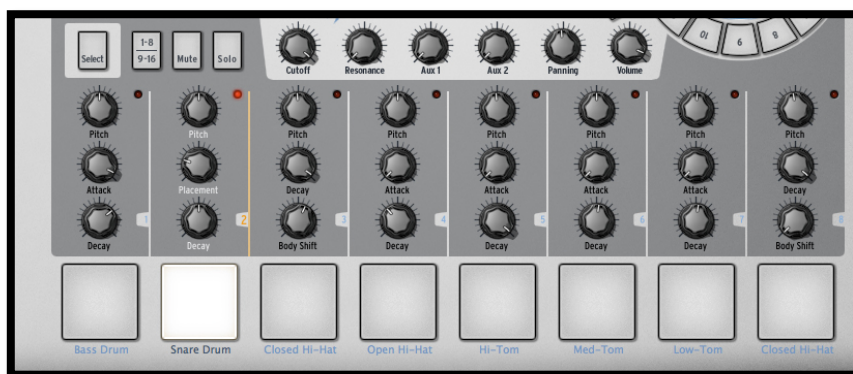 10 9 8
Select 1-8 Mute Solo
9-16
Cutoff Resonance Aux 1 Aux 2 Panning Volume
Pitch Pitch Pitch Pitch Pitch Pitch Pitch Pitch
Attack Placement Decay Attack Attack Attack Attack Decay
1 2 3 4 5 6 7 8
Decay Decay Body Shift Decay Decay Decay Decay Body Shift
Bass Drum Snare Drum Closed Hi-Hat Open Hi-Hat Hi-Tom Med-Tom Low-Tom Closed Hi-Hat